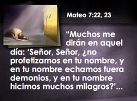 Mateo 7:22, 23
"Muchos me
dirán en aquel
día: 'Señor, Señor, ¿no
profetizamos en tu nombre, y
en tu nombre echamos fuera
demonios, y en tu nombre
hicimos muchos milagros?'...